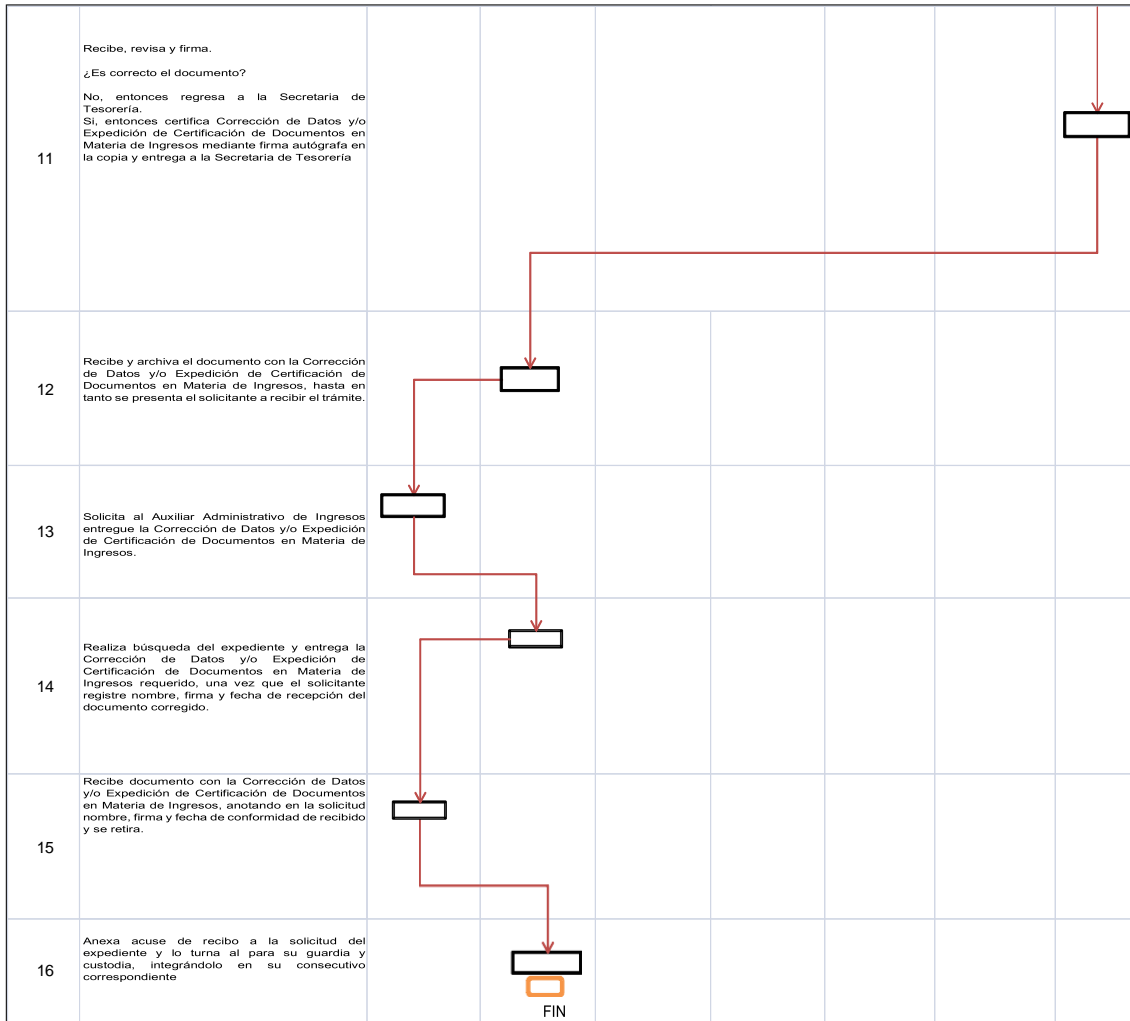 11
Recibe, revisa y firma.
¿Es correcto el documento?
No, entonces regresa a la Secretaria de
Tesorería.
Si, entonces certifica Corrección de Datos y/o
Expedición de Certificación de Documentos en
Materia de Ingresos mediante firma autógrafa en
la copia y entrega a la Secretaria de Tesorería
12
Recibe y archiva el documento con la Corrección
de Datos y/o Expedición de Certificación de
Documentos en Materia de Ingresos, hasta en
tanto se presenta el solicitante a recibir el trámite.
13
Solicita al Auxiliar Administrativo de Ingresos
entregue la Corrección de Datos y/o Expedición
de Certificación de Documentos en Materia de
Ingresos.
14
Realiza búsqueda del expediente y entrega la
Corrección de Datos y/o Expedición de
Certificación de Documentos en Materia de
Ingresos requerido, una vez que el solicitante
registre nombre, firma y fecha de recepción del
documento corregido.
15
Recibe documento con la Corrección de Datos
y/o Expedición de Certificación de Documentos
en Materia de Ingresos, anotando en la solicitud
nombre, firma y fecha de conformidad de recibido
y se retira.
16
Anexa acuse de recibo a la solicitud del
expediente y lo turna al para su guardia y
custodia, integrándolo en su consecutivo
correspondiente
FIN